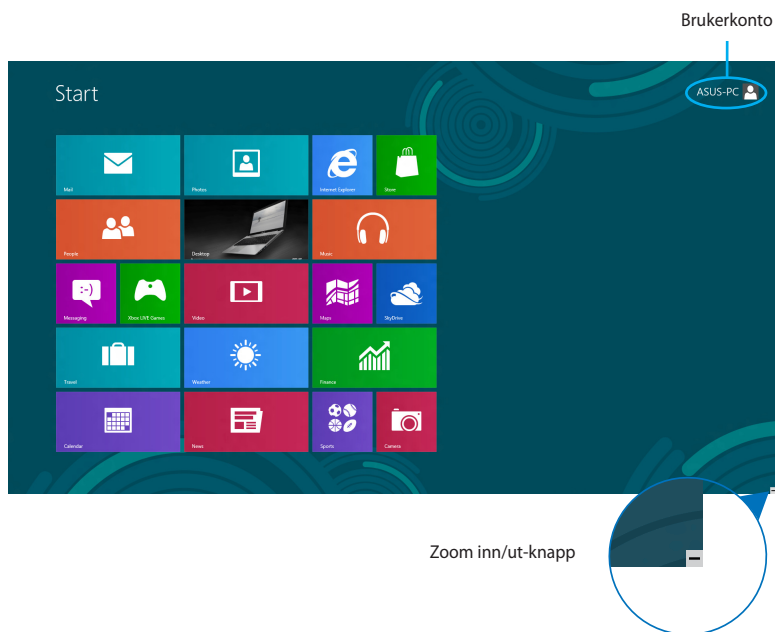 Brukerkonto
Start
ASUS-PC
Mail
Photos
Internet Explorer
Store
People
Desktop
Music
Messaging
Xbox LIVE Games
Video
Maps
SkyDrive
Travel
Weather
Finance
Calendar
News
Sports
Camera
Zoom inn/ut-knapp